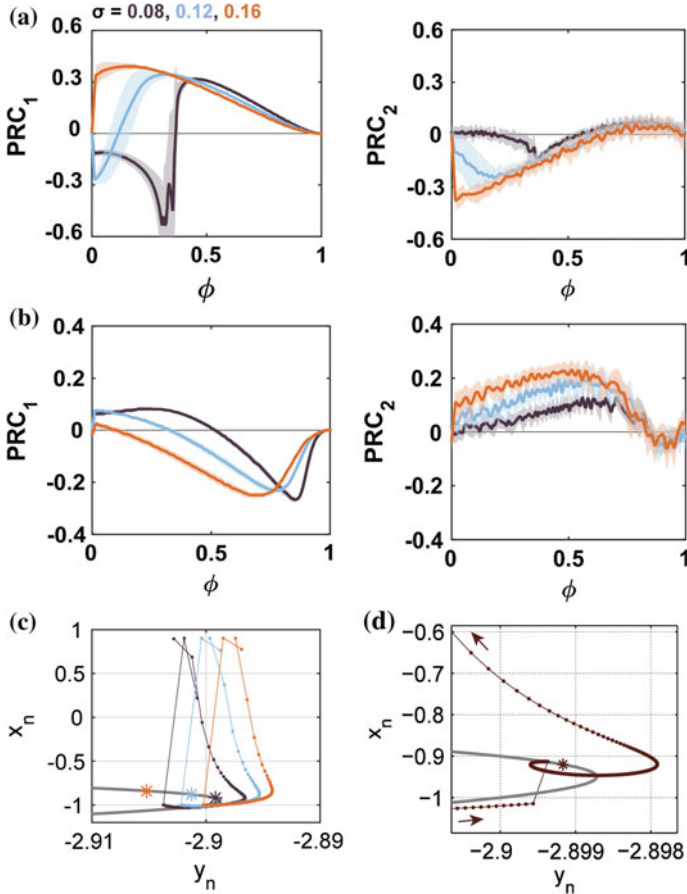 (a)
σ = 0.08, 0.12, 0.16
0.6
0.3
0
-0.3
-0.6
PRC1
0
0.5
1
ϕ
0.6
0.3
0
-0.3
-0.6
PRC2
0
0.5
1
ϕ
(b)
0.4
0.2
0
-0.2
-0.4
PRC1
0
0.5
1
ϕ
0.4
0.2
0
-0.2
-0.4
PRC2
0
0.5
1
ϕ
(c)
1
0.5
0
-0.5
-1
xn
-2.91
-2.9
-2.89
yn
(d)
−0.6
−0.7
−0.8
−0.9
−1
xn
-2.9
-2.899
-2.898
yn